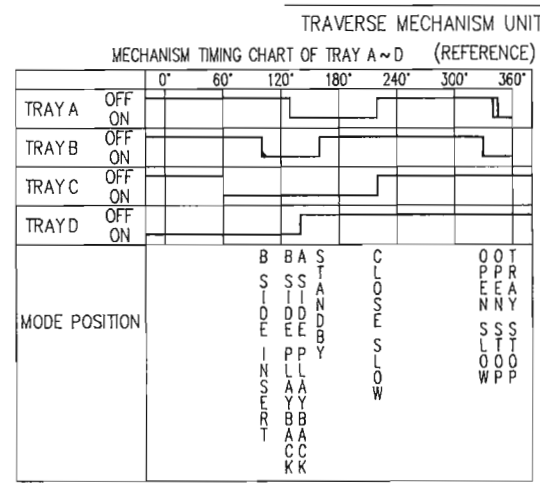 TRAVERSE MECHANISM UNIT
MECHANISM TIMING CHART OF TRAY A~D (REFERENCE)
0° 60° 120° 180° 240° 300° 360°
TRAY A OFF
ON
TRAY B OFF
ON
TRAY C OFF
ON
TRAY D OFF
ON
MODE POSITION
B SIDE INSERT
B SIDE PLAYBACK
A SIDE PLAYBACK
STANDBY
CLOSE SLOW
OPEN SLOW
OPEN STOP
TRAY STOP